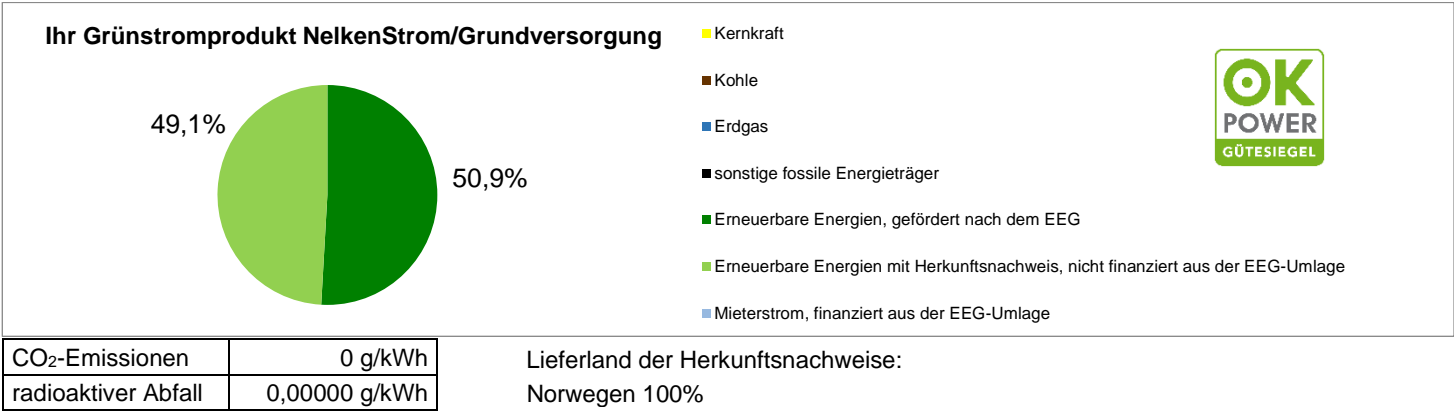 Ihr Grünstromprodukt NelkenStrom/Grundversorgung
49,1%
50,9%
Kernkraft
Kohle
Erdgas
sonstige fossile Energieträger
Erneuerbare Energien, gefördert nach dem EEG
Erneuerbare Energien mit Herkunftsnachweis, nicht finanziert aus der EEG-Umlage
Mieterstrom, finanziert aus der EEG-Umlage
OK
POWER
GÜTESIEGEL
CO₂-Emissionen 0 g/kWh
radioaktiver Abfall 0,00000 g/kWh
Lieferland der Herkunftsnachweise:
Norwegen 100%